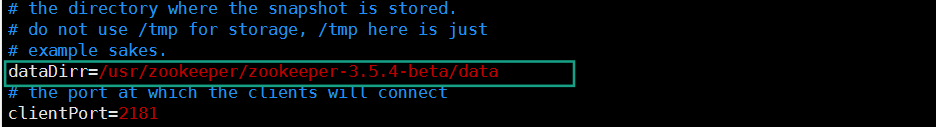 # the directory where the snapshot is stored.
# do not use /tmp for storage, /tmp here is just
# example sakes.
dataDirr=/usr/zookeeper/zookeeper-3.5.4-beta/data
# the port at which the clients will connect
clientPort=2181